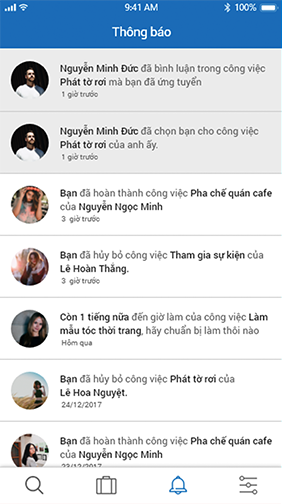 9:41 AM
100%
Thông báo
Nguyễn Minh Đức đã bình luận trong công việc
Phát tờ rơi mà bạn đã ứng tuyển
1 giờ trước
Nguyễn Minh Đức đã chọn bạn cho công việc
Phát tờ rơi của anh ấy.
1 giờ trước
Bạn đã hoàn thành công việc Pha chế quán cafe
của Nguyễn Ngọc Minh
3 giờ trước
Bạn đã hủy bỏ công việc Tham gia sự kiện của
Lê Hoàn Thắng.
3 giờ trước
Còn 1 tiếng nữa đến giờ làm của công việc Làm
mẫu tóc thời trang, hãy chuẩn bị làm thôi nào
Hôm qua
Bạn đã hủy bỏ công việc Phát tờ rơi của
Lê Hoa Nguyệt.
24/12/2017
Bạn đã hoàn thành công việc Pha chế quán cafe
của Nguyễn Ngọc Minh
23/12/2017